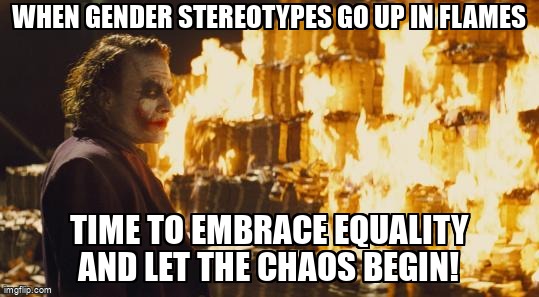 WHEN GENDER STEREOTYPES GO UP IN FLAMES
TIME TO EMBRACE EQUALITY
AND LET THE CHAOS BEGIN!
imgflip.com